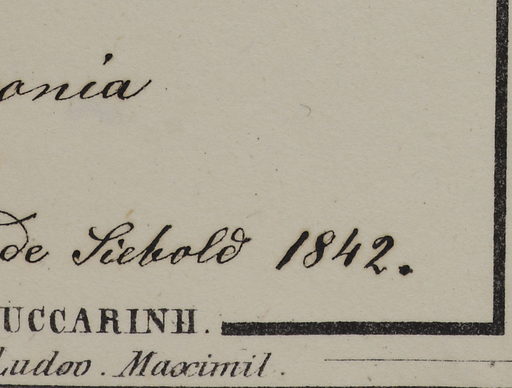 onia
de Siebold 1842.
UCCARINII.
Ludov. Maximil.